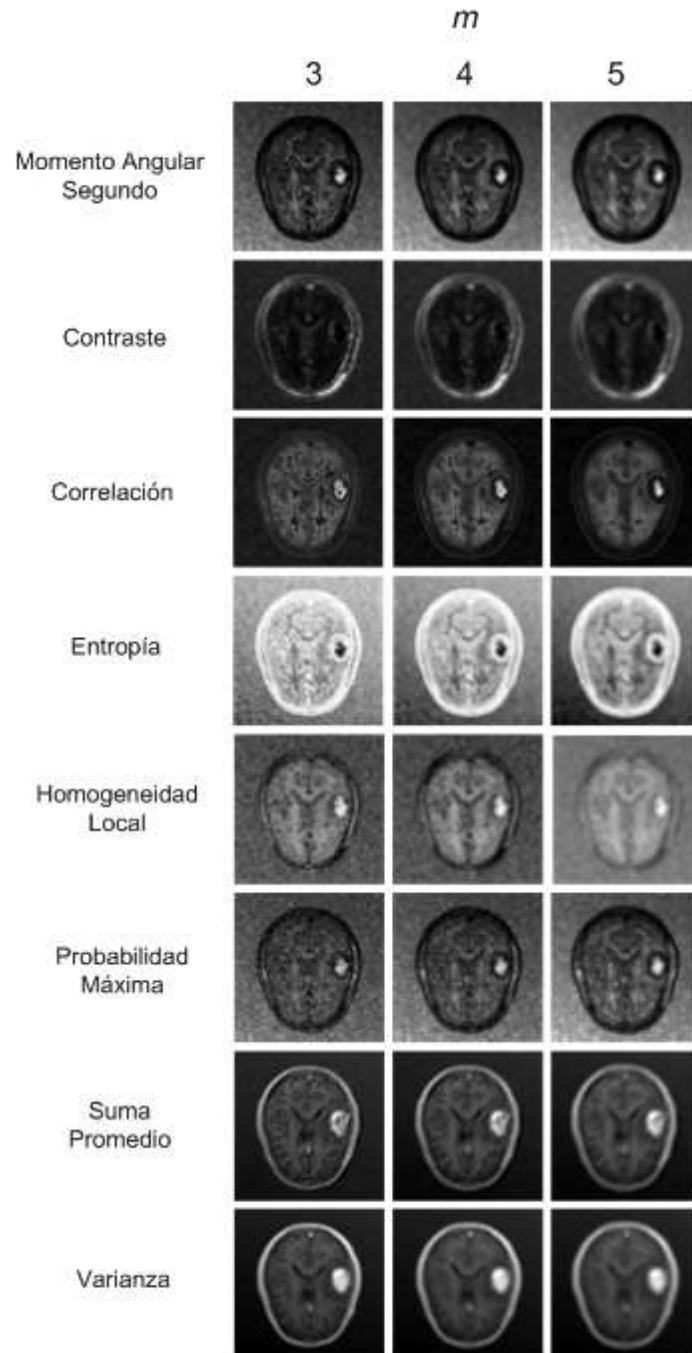 m
3 4 5
Momento Angular
Segundo
Contraste
Correlación
Entropía
Homogeneidad
Local
Probabilidad
Máxima
Suma
Promedio
Varianza